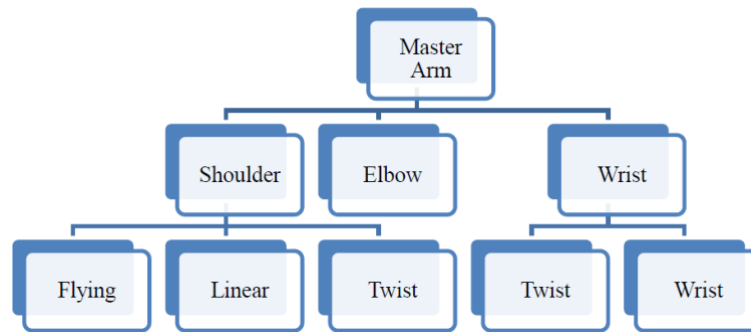 Master
Arm
Shoulder
Elbow
Wrist
Flying
Linear
Twist
Twist
Wrist